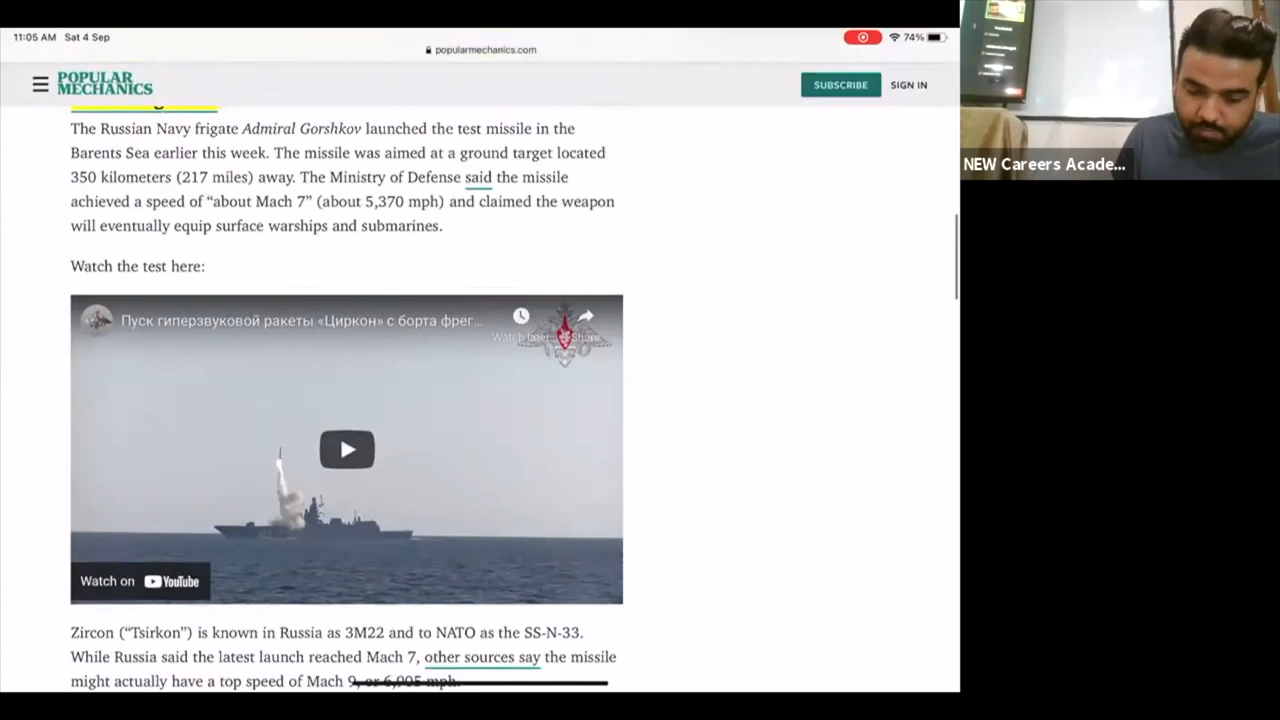 11:05 AM Sat 4 Sep
74%
popularmechanics.com
POPULAR
MECHANICS
SUBSCRIBE
SIGN IN
NEW Careers Acade...
The Russian Navy frigate Admiral Gorshkov launched the test missile in the
Barents Sea earlier this week. The missile was aimed at a ground target located
350 kilometers (217 miles) away. The Ministry of Defense said the missile
achieved a speed of “about Mach 7” (about 5,370 mph) and claimed the weapon
will eventually equip surface warships and submarines.
Watch the test here:
Пуск гиперзвуковой ракеты «Циркон» с борта фрег...
Watch later
Share
Watch on YouTube
Zircon (“Tsirkon”) is known in Russia as 3M22 and to NATO as the SS-N-33.
While Russia said the latest launch reached Mach 7, other sources say the missile
might actually have a top speed of Mach 9, or 6,905 mph.